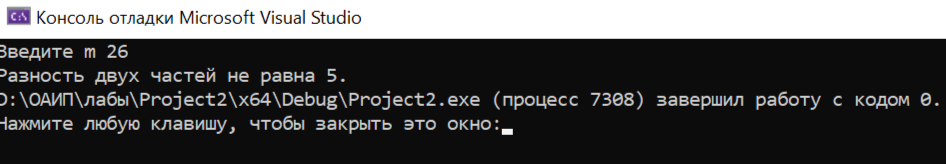 Консоль отладки Microsoft Visual Studio
Введите m 26
Разность двух частей не равна 5.
D:\ОАИП\лабы\Project2\x64\Debug\Project2.exe (процесс 7308) завершил работу с кодом 0.
Нажмите любую клавишу, чтобы закрыть это окно: